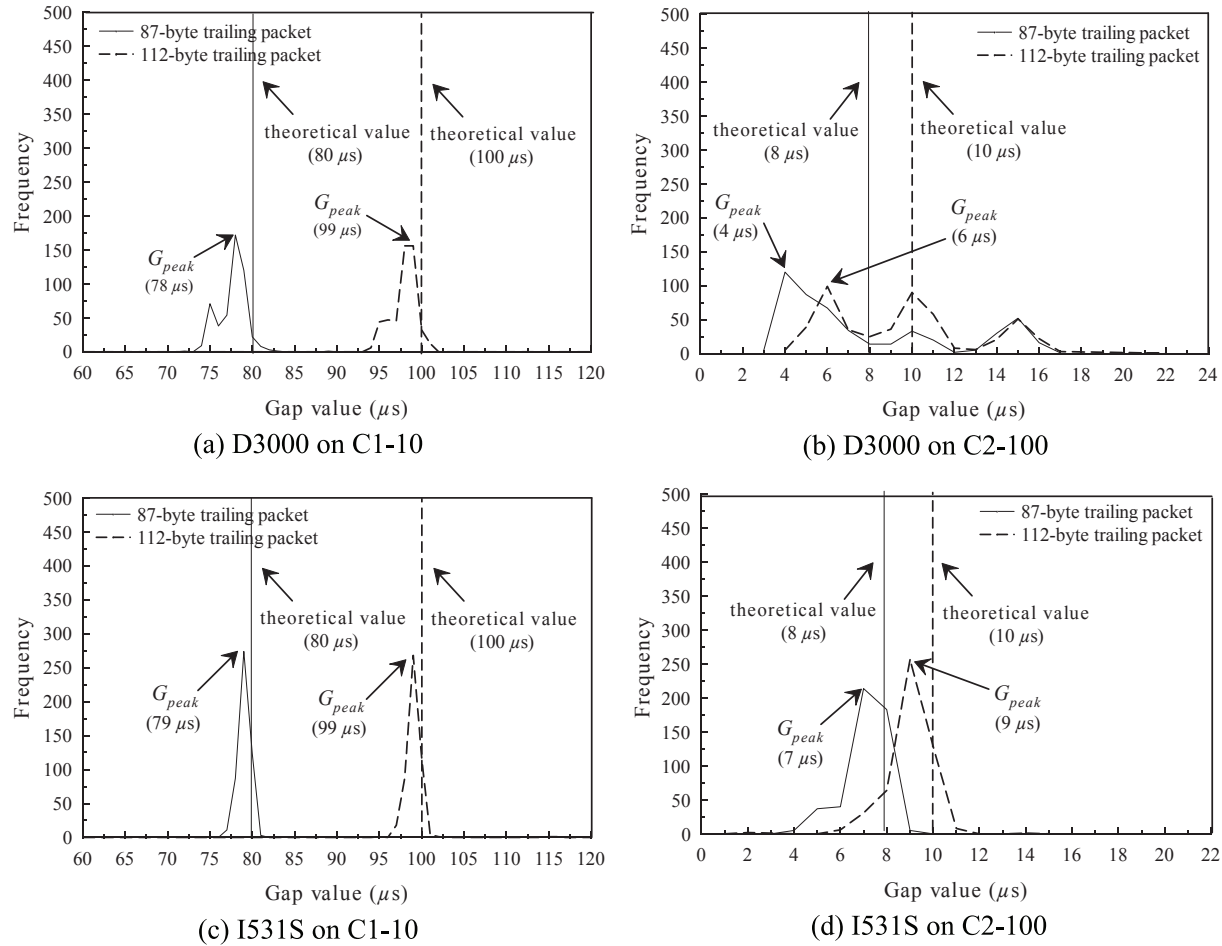 500
450
400
350
300
250
200
150
100
50
0
Frequency
87-byte trailing packet
112-byte trailing packet
theoretical value
(80 µs)
theoretical value
(100 µs)
G_peak
(78 µs)
G_peak
(99 µs)
60 65 70 75 80 85 90 95 100 105 110 115 120
Gap value (µs)
(a) D3000 on C1-10
500
450
400
350
300
250
200
150
100
50
0
Frequency
87-byte trailing packet
112-byte trailing packet
theoretical value
(8 µs)
theoretical value
(10 µs)
G_peak
(4 µs)
G_peak
(6 µs)
0 2 4 6 8 10 12 14 16 18 20 22 24
Gap value (µs)
(b) D3000 on C2-100
500
450
400
350
300
250
200
150
100
50
0
Frequency
87-byte trailing packet
112-byte trailing packet
theoretical value
(80 µs)
theoretical value
(100 µs)
G_peak
(79 µs)
G_peak
(99 µs)
60 65 70 75 80 85 90 95 100 105 110 115 120
Gap value (µs)
(c) I531S on C1-10
500
450
400
350
300
250
200
150
100
50
0
Frequency
87-byte trailing packet
112-byte trailing packet
theoretical value
(8 µs)
theoretical value
(10 µs)
G_peak
(7 µs)
G_peak
(9 µs)
0 2 4 6 8 10 12 14 16 18 20 22
Gap value (µs)
(d) I531S on C2-100